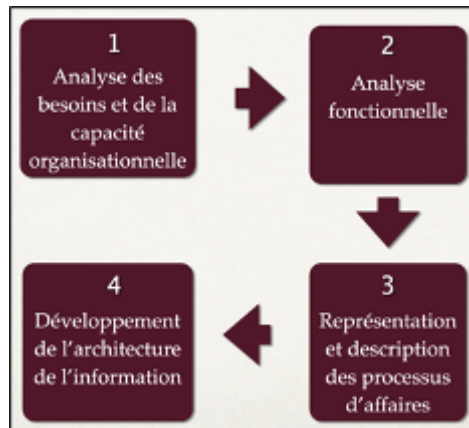 1
Analyse des
besoins et de la
capacité
organisationnelle
2
Analyse
fonctionnelle
3
Représentation
et description
des processus
d'affaires
4
Développement
de l'architecture
de l'information